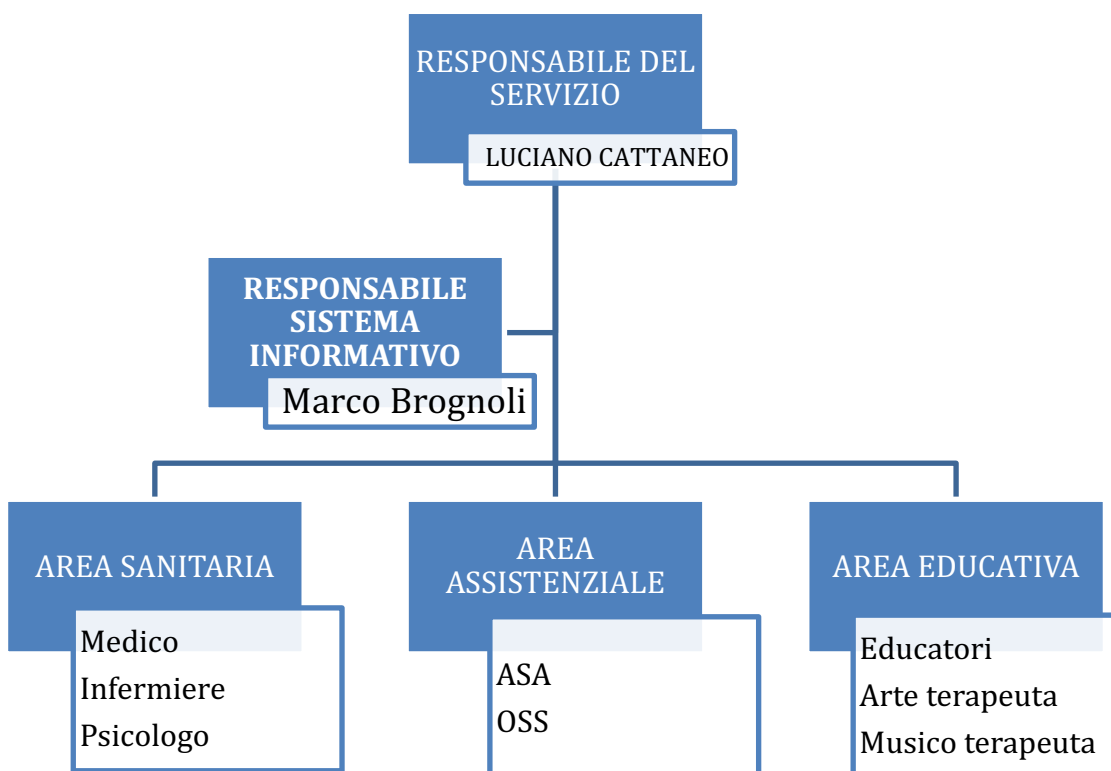 RESPONSABILE DEL
SERVIZIO
LUCIANO CATTANEO
RESPONSABILE
SISTEMA
INFORMATIVO
Marco Brognoli
AREA SANITARIA
Medico
Infermiere
Psicologo
AREA
ASSISTENZIALE
ASA
OSS
AREA EDUCATIVA
Educatori
Arte terapeuta
Musico terapeuta